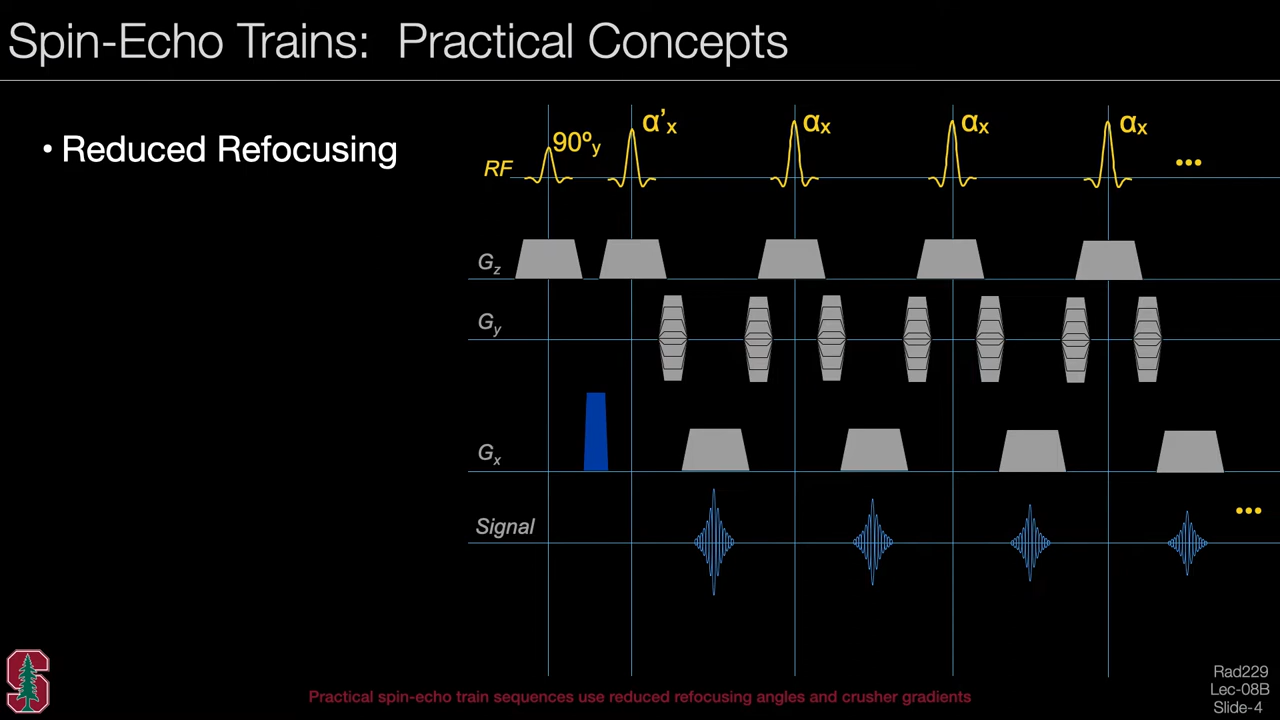 Spin-Echo Trains: Practical Concepts
• Reduced Refocusing
RF 90ºy α’x αx αx αx •••
Gz
Gy
Gx
Signal •••
Practical spin-echo train sequences use reduced refocusing angles and crusher gradients
Rad229
Lec-08B
Slide-4
S